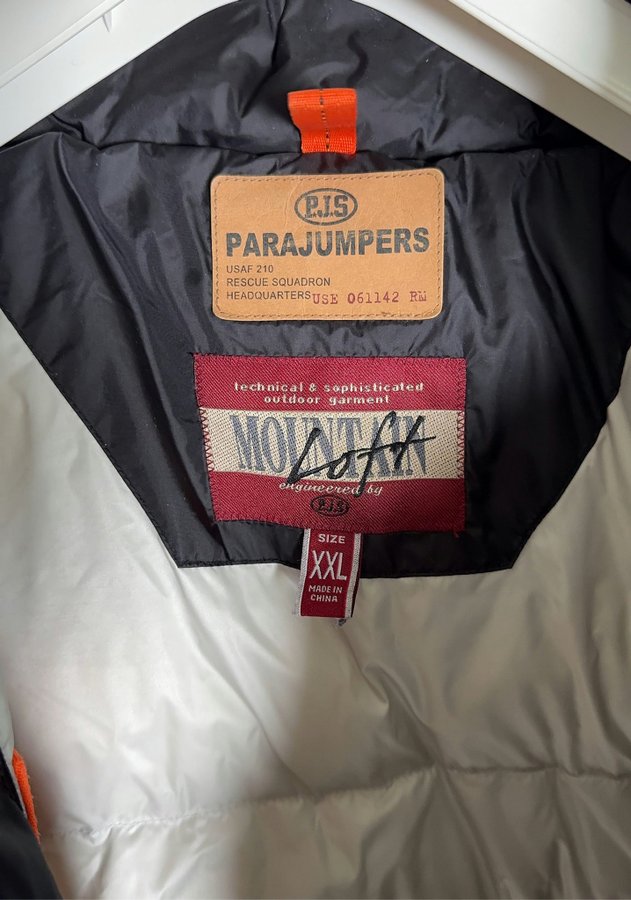 P.J.S
PARAJUMPERS
USAF 210
RESCUE SQUADRON
HEADQUARTERS USE 061142 RM
technical & sophisticated
outdoor garment
MOUNTAIN
Loft
engineered by
P.J.S
SIZE
XXL
MADE IN
CHINA